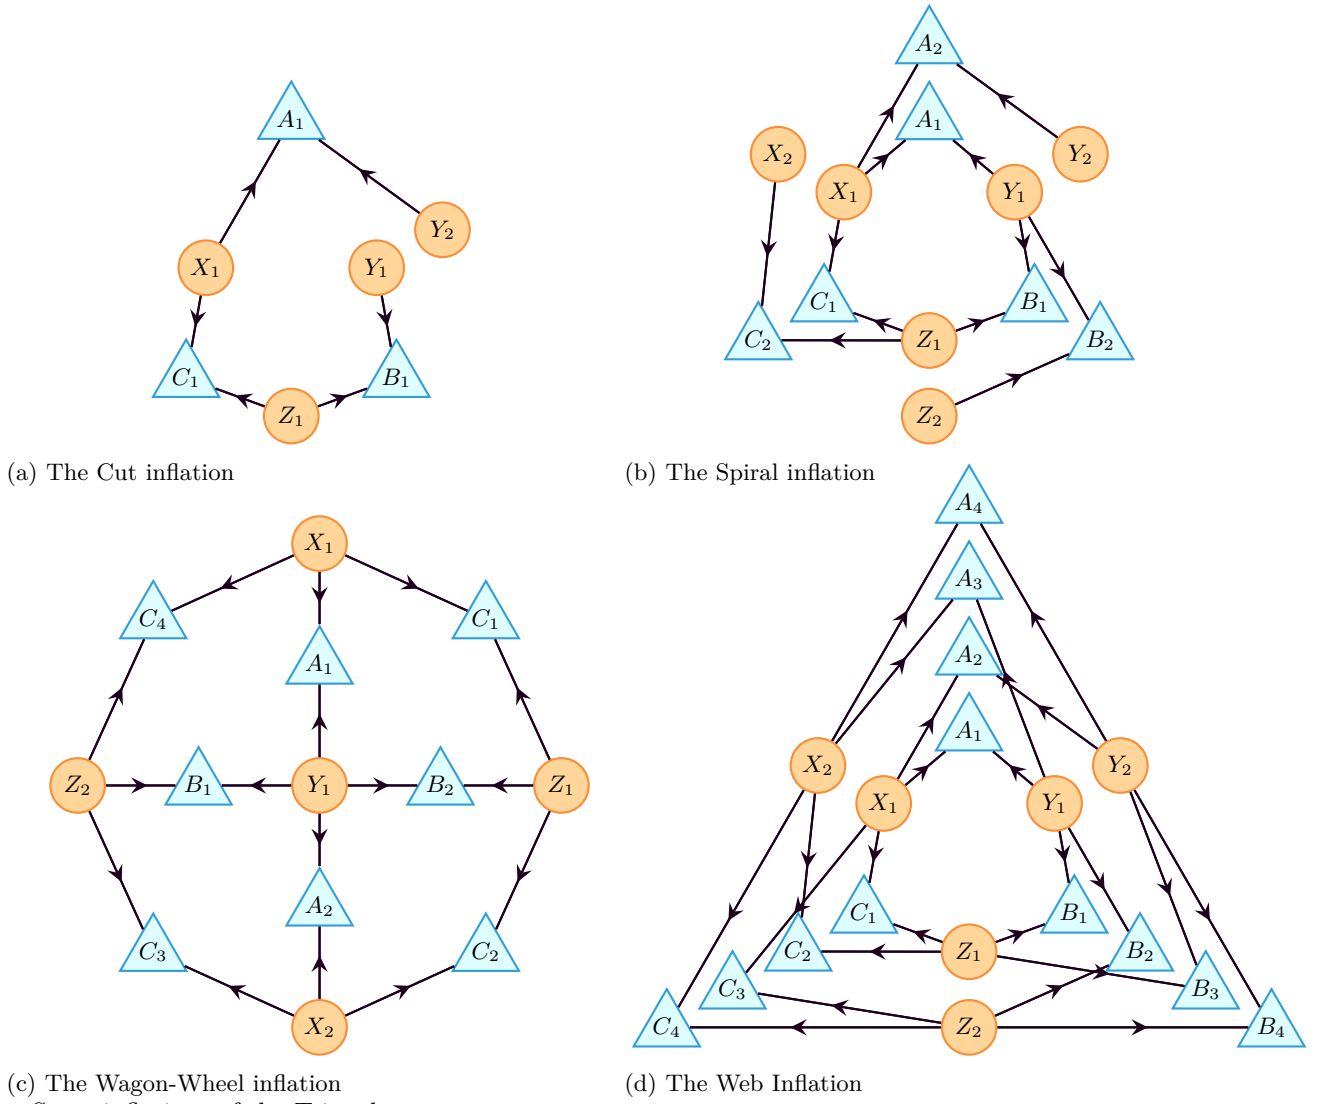 A₂
A₁
A₁
X₂
Y₂
X₁
Y₁
Y₂
X₁
Y₁
C₁
B₁
C₂
Z₁
B₂
C₁
B₁
Z₁
Z₂
(a) The Cut inflation
(b) The Spiral inflation
A₄
X₁
A₃
C₄
C₁
A₂
A₁
A₁
X₂
Y₂
Z₂
B₁
Y₁
B₂
Z₁
X₁
Y₁
A₂
C₁
B₁
C₃
C₂
C₂
Z₁
B₂
C₃
B₃
X₂
C₄
Z₂
B₄
(c) The Wagon-Wheel inflation
(d) The Web Inflation